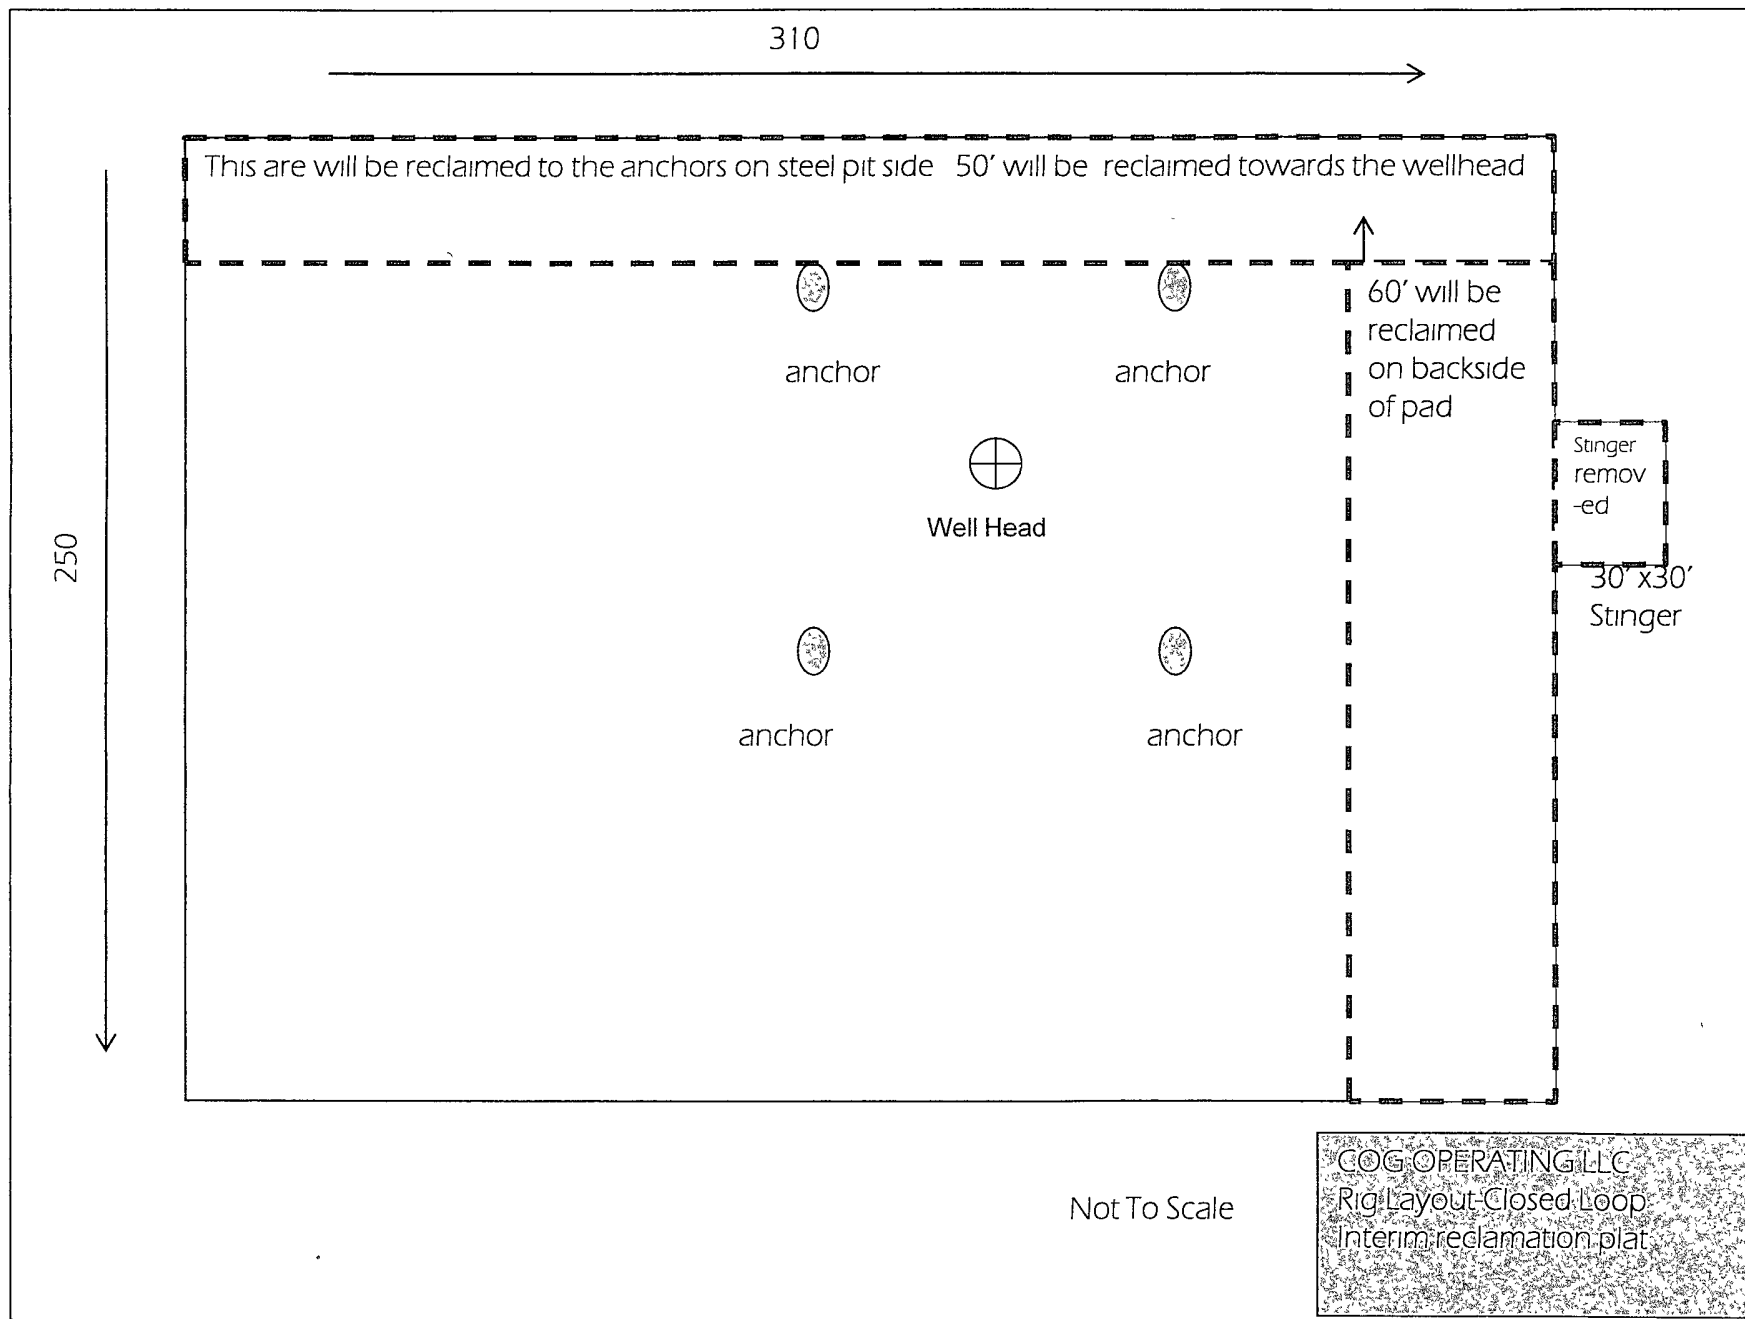 310
This are will be reclaimed to the anchors on steel pit side 50' will be reclaimed towards the wellhead
60' will be
reclaimed
on backside
of pad
anchor
anchor
Stinger
remov
-ed
Well Head
250
30' x30'
Stinger
anchor
anchor
Not To Scale
COG OPERATING LLC
Rig Layout-Closed Loop
Interim reclamation plat